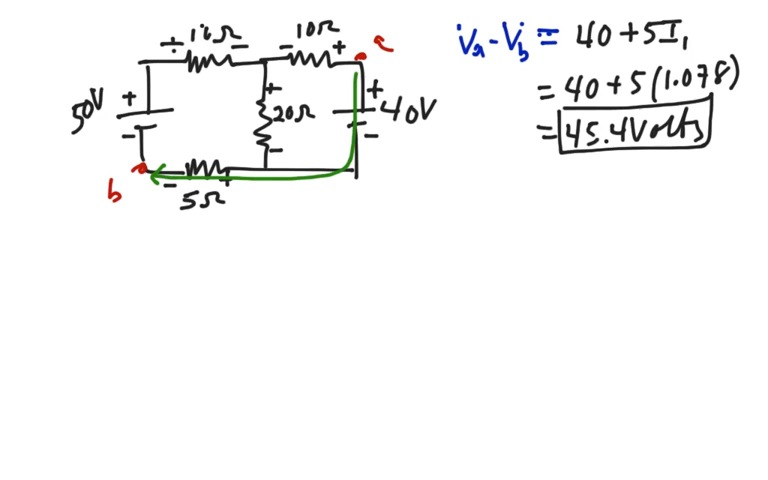 10Ω
10Ω
a
50V
+
-
20Ω
40V
5Ω
b
Va - Vb = 40 + 5I₁
= 40 + 5(1.078)
= 45.4 Volts